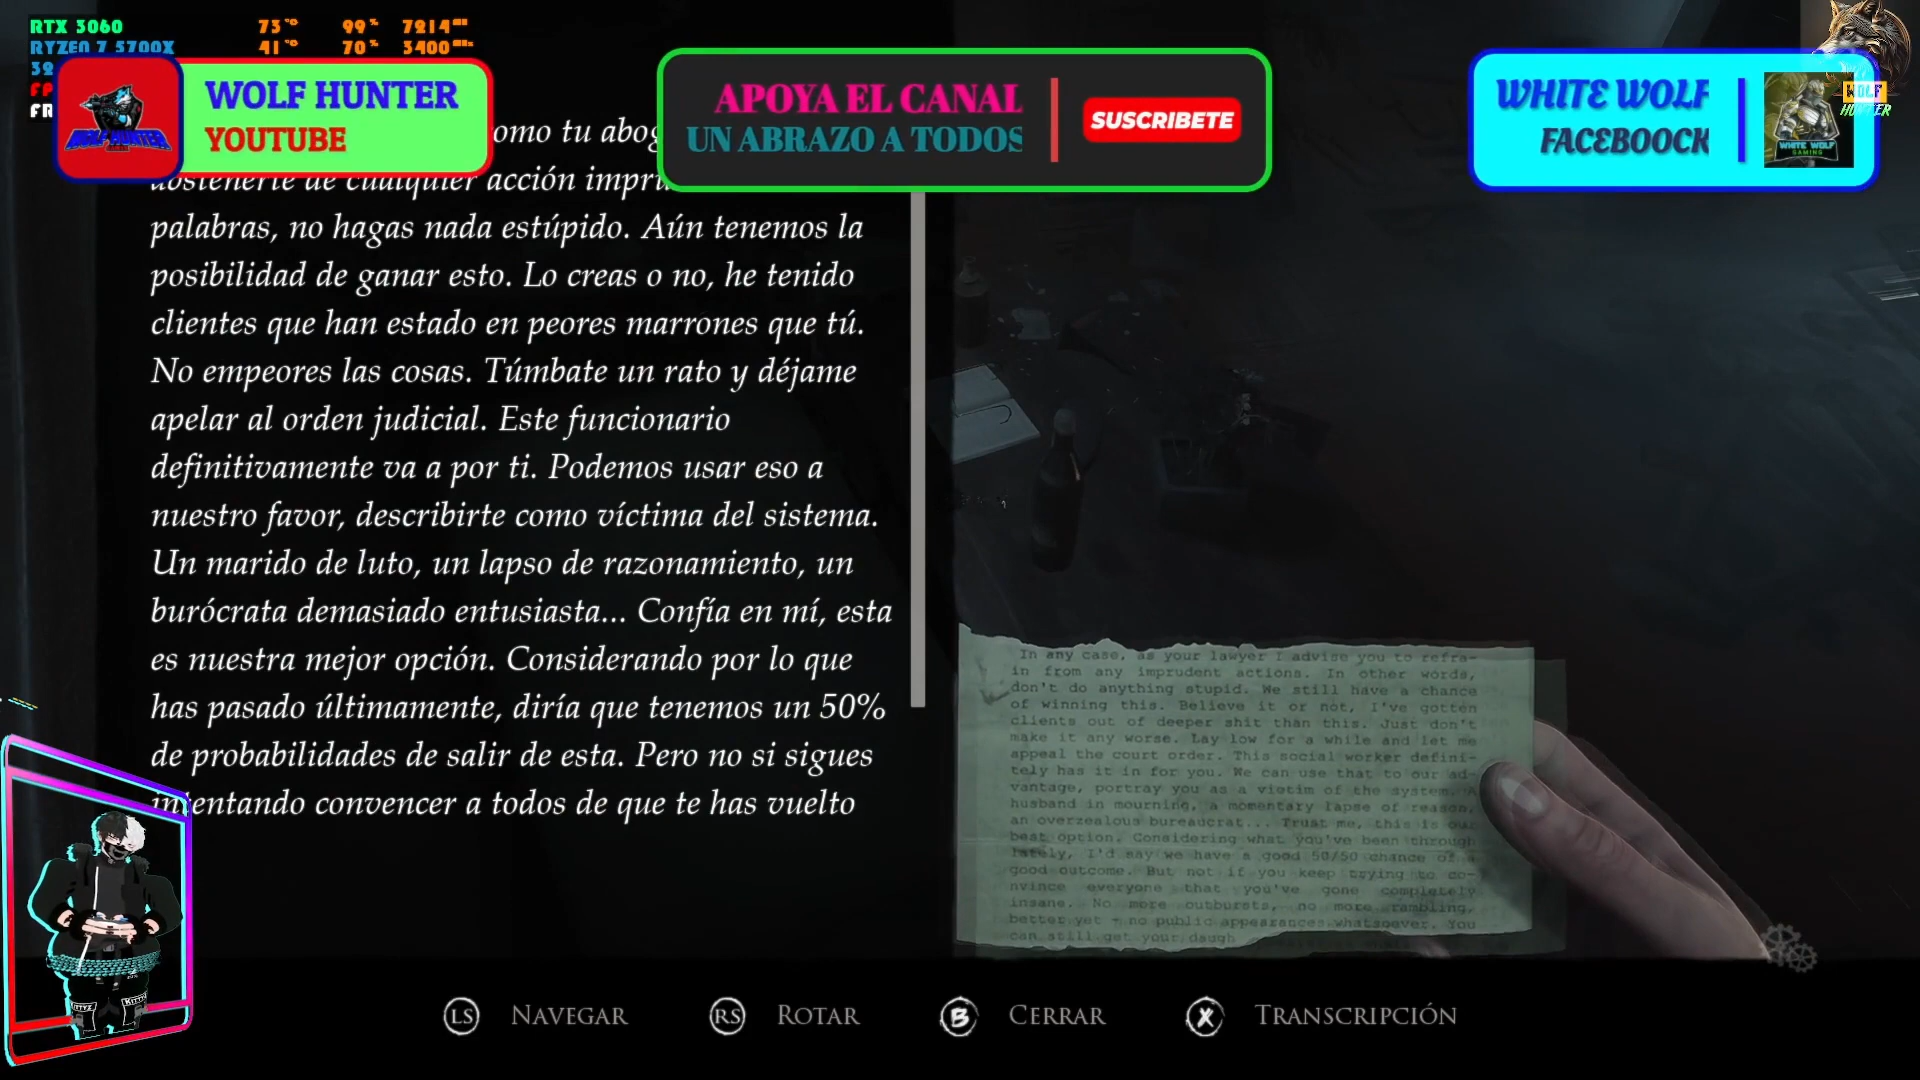 RTX 3060 73°C 99% 7214MB
RYZEN 7 5700X 41°C 70% 3400MHz
WOLF HUNTER
YOUTUBE
APOYA EL CANAL
UN ABRAZO A TODOS
SUSCRIBETE
WHITE WOLF
FACEBOOCK
WOLF
HUNTER
WOLF HUNTER
WHITE WOLF
GAMING
omo tu abog
abstenerte de cualquier acción impru
palabras, no hagas nada estúpido. Aún tenemos la
posibilidad de ganar esto. Lo creas o no, he tenido
clientes que han estado en peores marrones que tú.
No empeores las cosas. Túmbate un rato y déjame
apelar al orden judicial. Este funcionario
definitivamente va a por ti. Podemos usar eso a
nuestro favor, describirte como víctima del sistema.
Un marido de luto, un lapso de razonamiento, un
burócrata demasiado entusiasta... Confía en mí, esta
es nuestra mejor opción. Considerando por lo que
has pasado últimamente, diría que tenemos un 50%
de probabilidades de salir de esta. Pero no si sigues
intentando convencer a todos de que te has vuelto
In any case, as your lawyer I advise you to refra-
in from any imprudent actions. In other words,
don't do anything stupid. We still have a chance
of winning this. Believe it or not, I've gotten
clients out of deeper shit than this. Just don't
make it any worse. Lay low for a while and let me
appeal the court order. This social worker defini-
tely has it in for you. We can use that to our ad-
vantage, portray you as a victim of the system. A
husband in mourning, a momentary lapse of reason,
an overzealous bureaucrat... Trust me, this is our
best option. Considering what you've been through
lately, I'd say we have a good 50/50 chance of a
good outcome. But not if you keep trying to co-
nvince everyone that you've gone completely
insane. No more outbursts, no more rambling,
better yet - no public appearances whatsoever. You
can still get your daugh
LS NAVEGAR
RS ROTAR
B CERRAR
X TRANSCRIPCIÓN